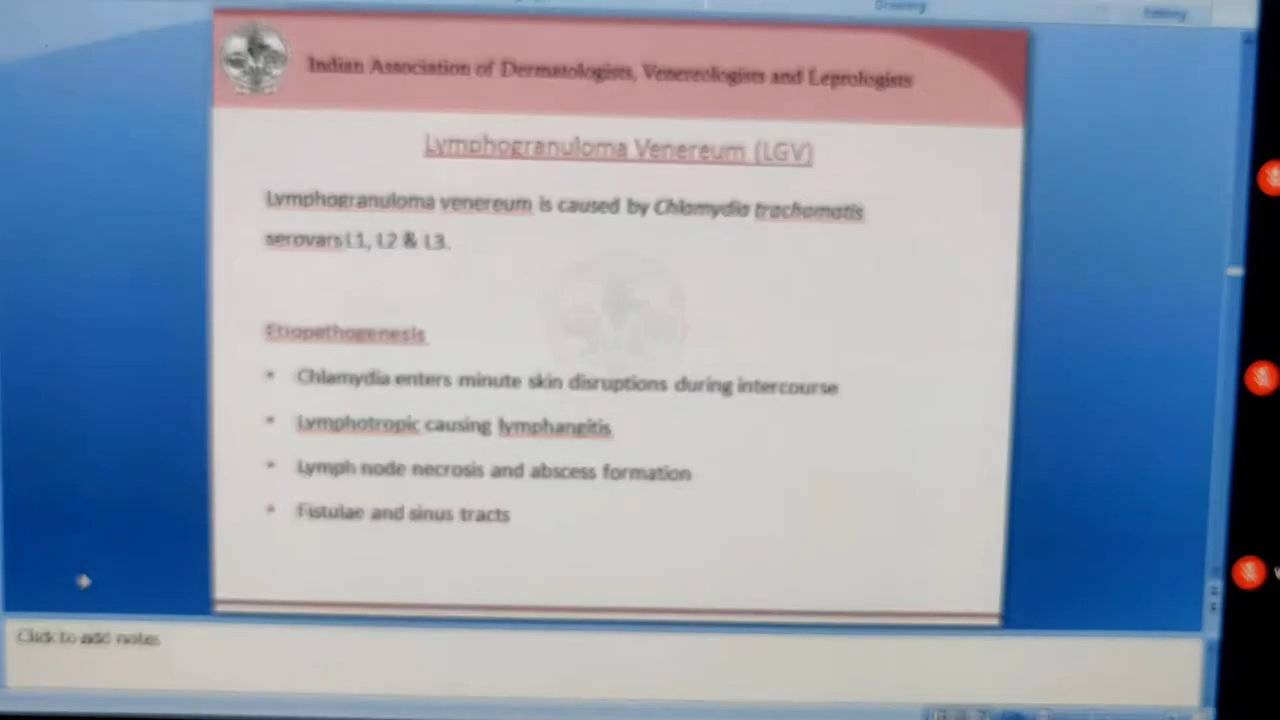 Drawing
Editing
Indian Association of Dermatologists, Venereologists and Leprologists
Lymphogranuloma Venereum (LGV)
Lymphogranuloma venereum is caused by Chlamydia trachomatis
serovars L1, L2 & L3.
Etiopathogenesis
* Chlamydia enters minute skin disruptions during intercourse
* Lymphotropic causing lymphangitis
* Lymph node necrosis and abscess formation
* Fistulae and sinus tracts
Click to add notes